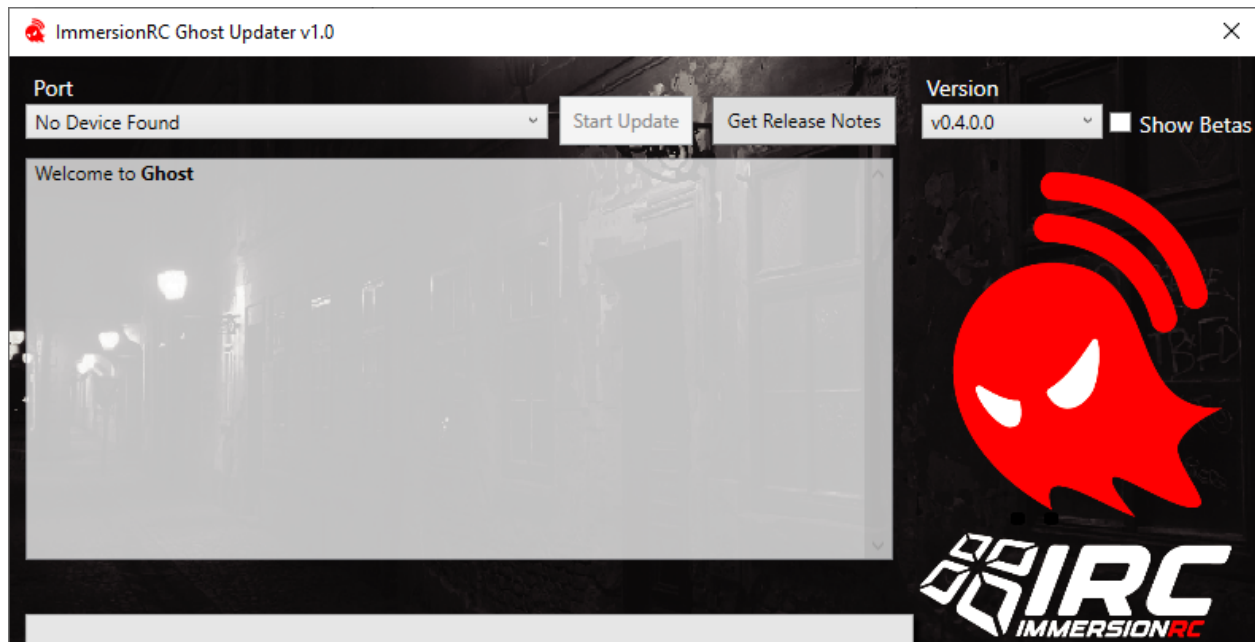 ImmersionRC Ghost Updater v1.0
Port
Version
No Device Found
Start Update
Get Release Notes
v0.4.0.0
Show Betas
Welcome to Ghost
IRC
IMMERSIONRC